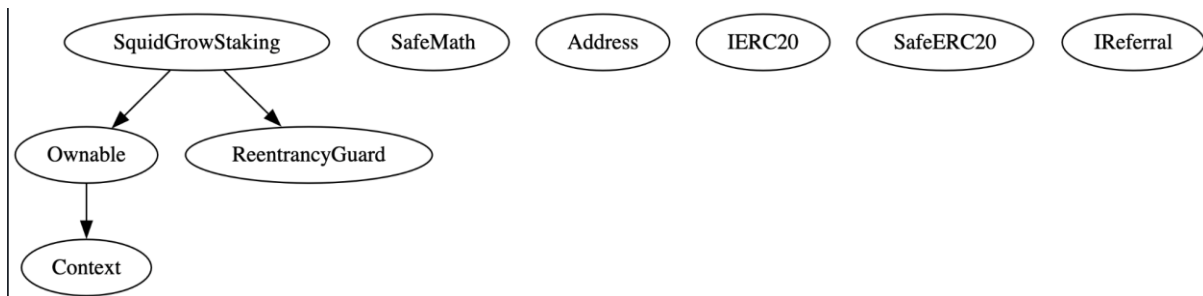 SquidGrowStaking SafeMath Address IERC20 SafeERC20 IReferral
Ownable ReentrancyGuard
Context